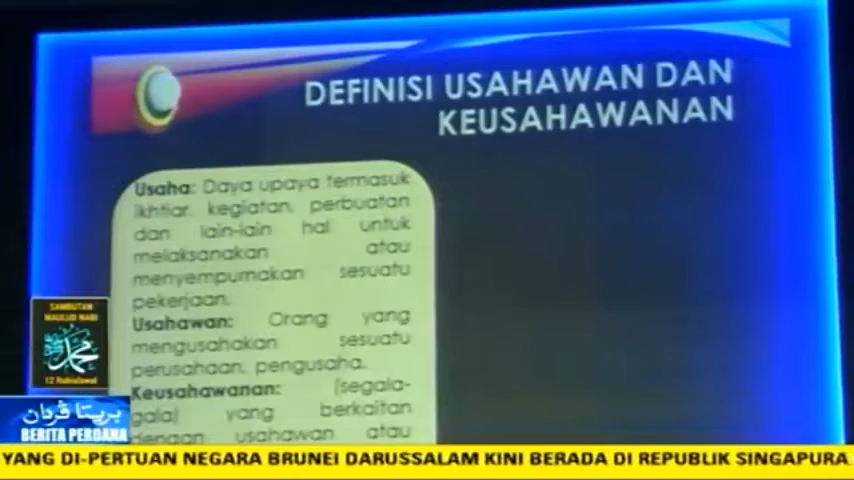 DEFINISI USAHAWAN DAN
KEUSAHAWANAN
Usaha: Daya upaya termasuk
ikhtiar, kegiatan, perbuatan
dan lain-lain hal untuk
melaksanakan atau
menyempurnakan sesuatu
pekerjaan.
Usahawan: Orang yang
mengusahakan sesuatu
perusahaan, pengusaha.
Keusahawanan: (segala-
gala) yang berkaitan
dengan usahawan atau
SAMBUTAN
MAULUD NABI
محمد
12 Rabiulawal
بريتا ڤردان
BERITA PERDANA
YANG DI-PERTUAN NEGARA BRUNEI DARUSSALAM KINI BERADA DI REPUBLIK SINGAPURA